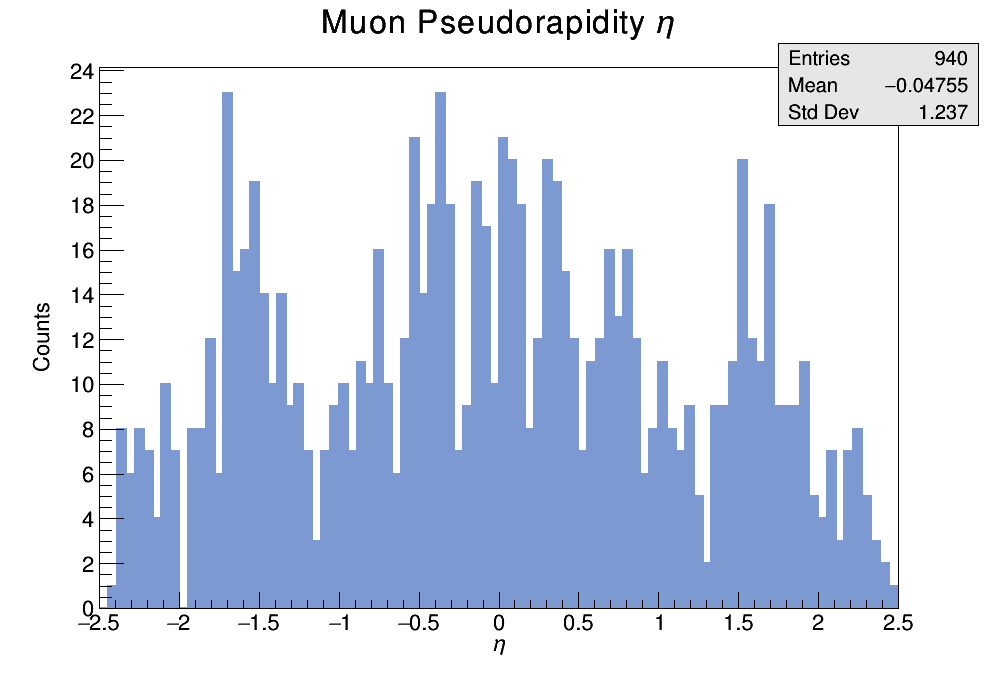 Muon Pseudorapidity η
Entries 940
Mean −0.04755
Std Dev 1.237
24
22
20
18
16
14
12
10
8
6
4
2
0
Counts
−2.5 −2 −1.5 −1 −0.5 0 0.5 1 1.5 2 2.5
η